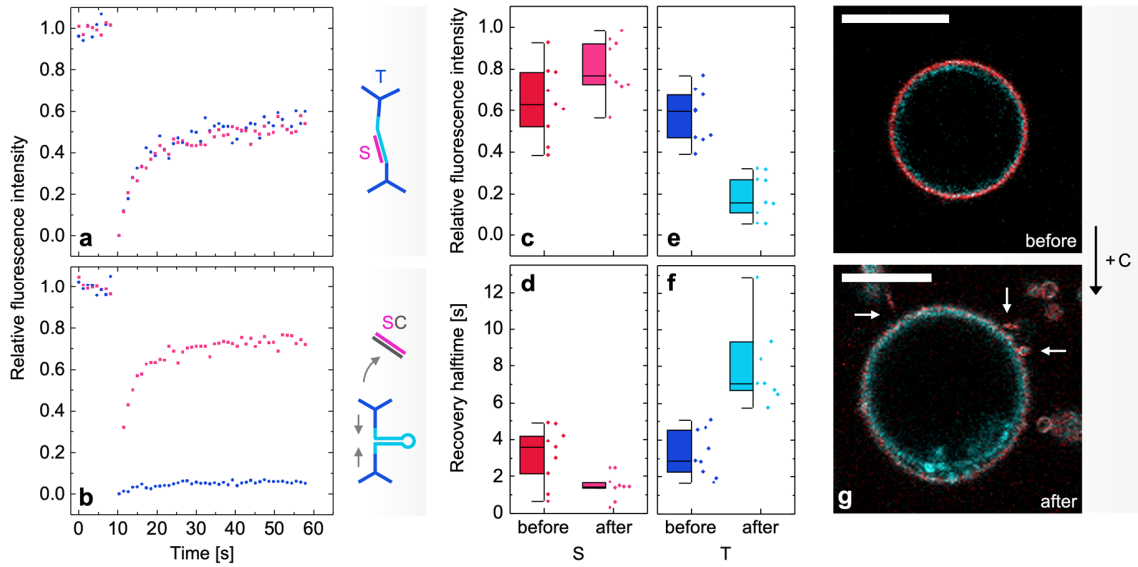 Relative fluorescence intensity
1.0
0.8
0.6
0.4
0.2
0.0
a
T
S
1.0
0.8
0.6
0.4
0.2
0.0
b
0 10 20 30 40 50 60
Time [s]
SC
Relative fluorescence intensity
1.0
0.8
0.6
0.4
0.2
0.0
c
e
Recovery halftime [s]
12
10
8
6
4
2
0
d
f
before after before after
S T
before
+ C
g
after